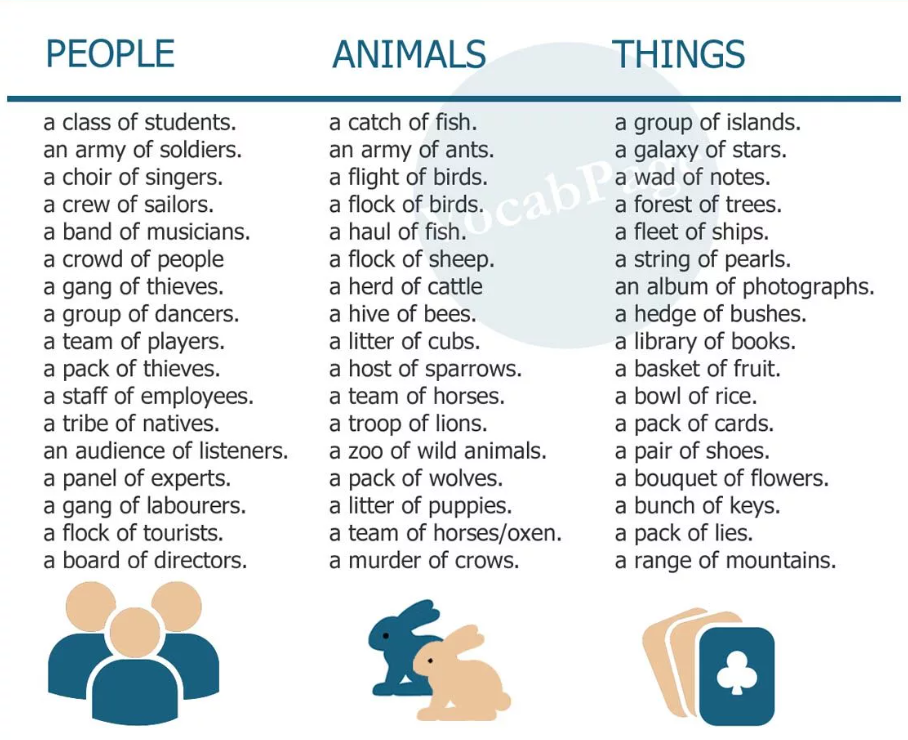 PEOPLE
a class of students.
an army of soldiers.
a choir of singers.
a crew of sailors.
a band of musicians.
a crowd of people
a gang of thieves.
a group of dancers.
a team of players.
a pack of thieves.
a staff of employees.
a tribe of natives.
an audience of listeners.
a panel of experts.
a gang of labourers.
a flock of tourists.
a board of directors.
ANIMALS
a catch of fish.
an army of ants.
a flight of birds.
a flock of birds.
a haul of fish.
a flock of sheep.
a herd of cattle
a hive of bees.
a litter of cubs.
a host of sparrows.
a team of horses.
a troop of lions.
a zoo of wild animals.
a pack of wolves.
a litter of puppies.
a team of horses/oxen.
a murder of crows.
THINGS
a group of islands.
a galaxy of stars.
a wad of notes.
a forest of trees.
a fleet of ships.
a string of pearls.
an album of photographs.
a hedge of bushes.
a library of books.
a basket of fruit.
a bowl of rice.
a pack of cards.
a pair of shoes.
a bouquet of flowers.
a bunch of keys.
a pack of lies.
a range of mountains.
VocabPage